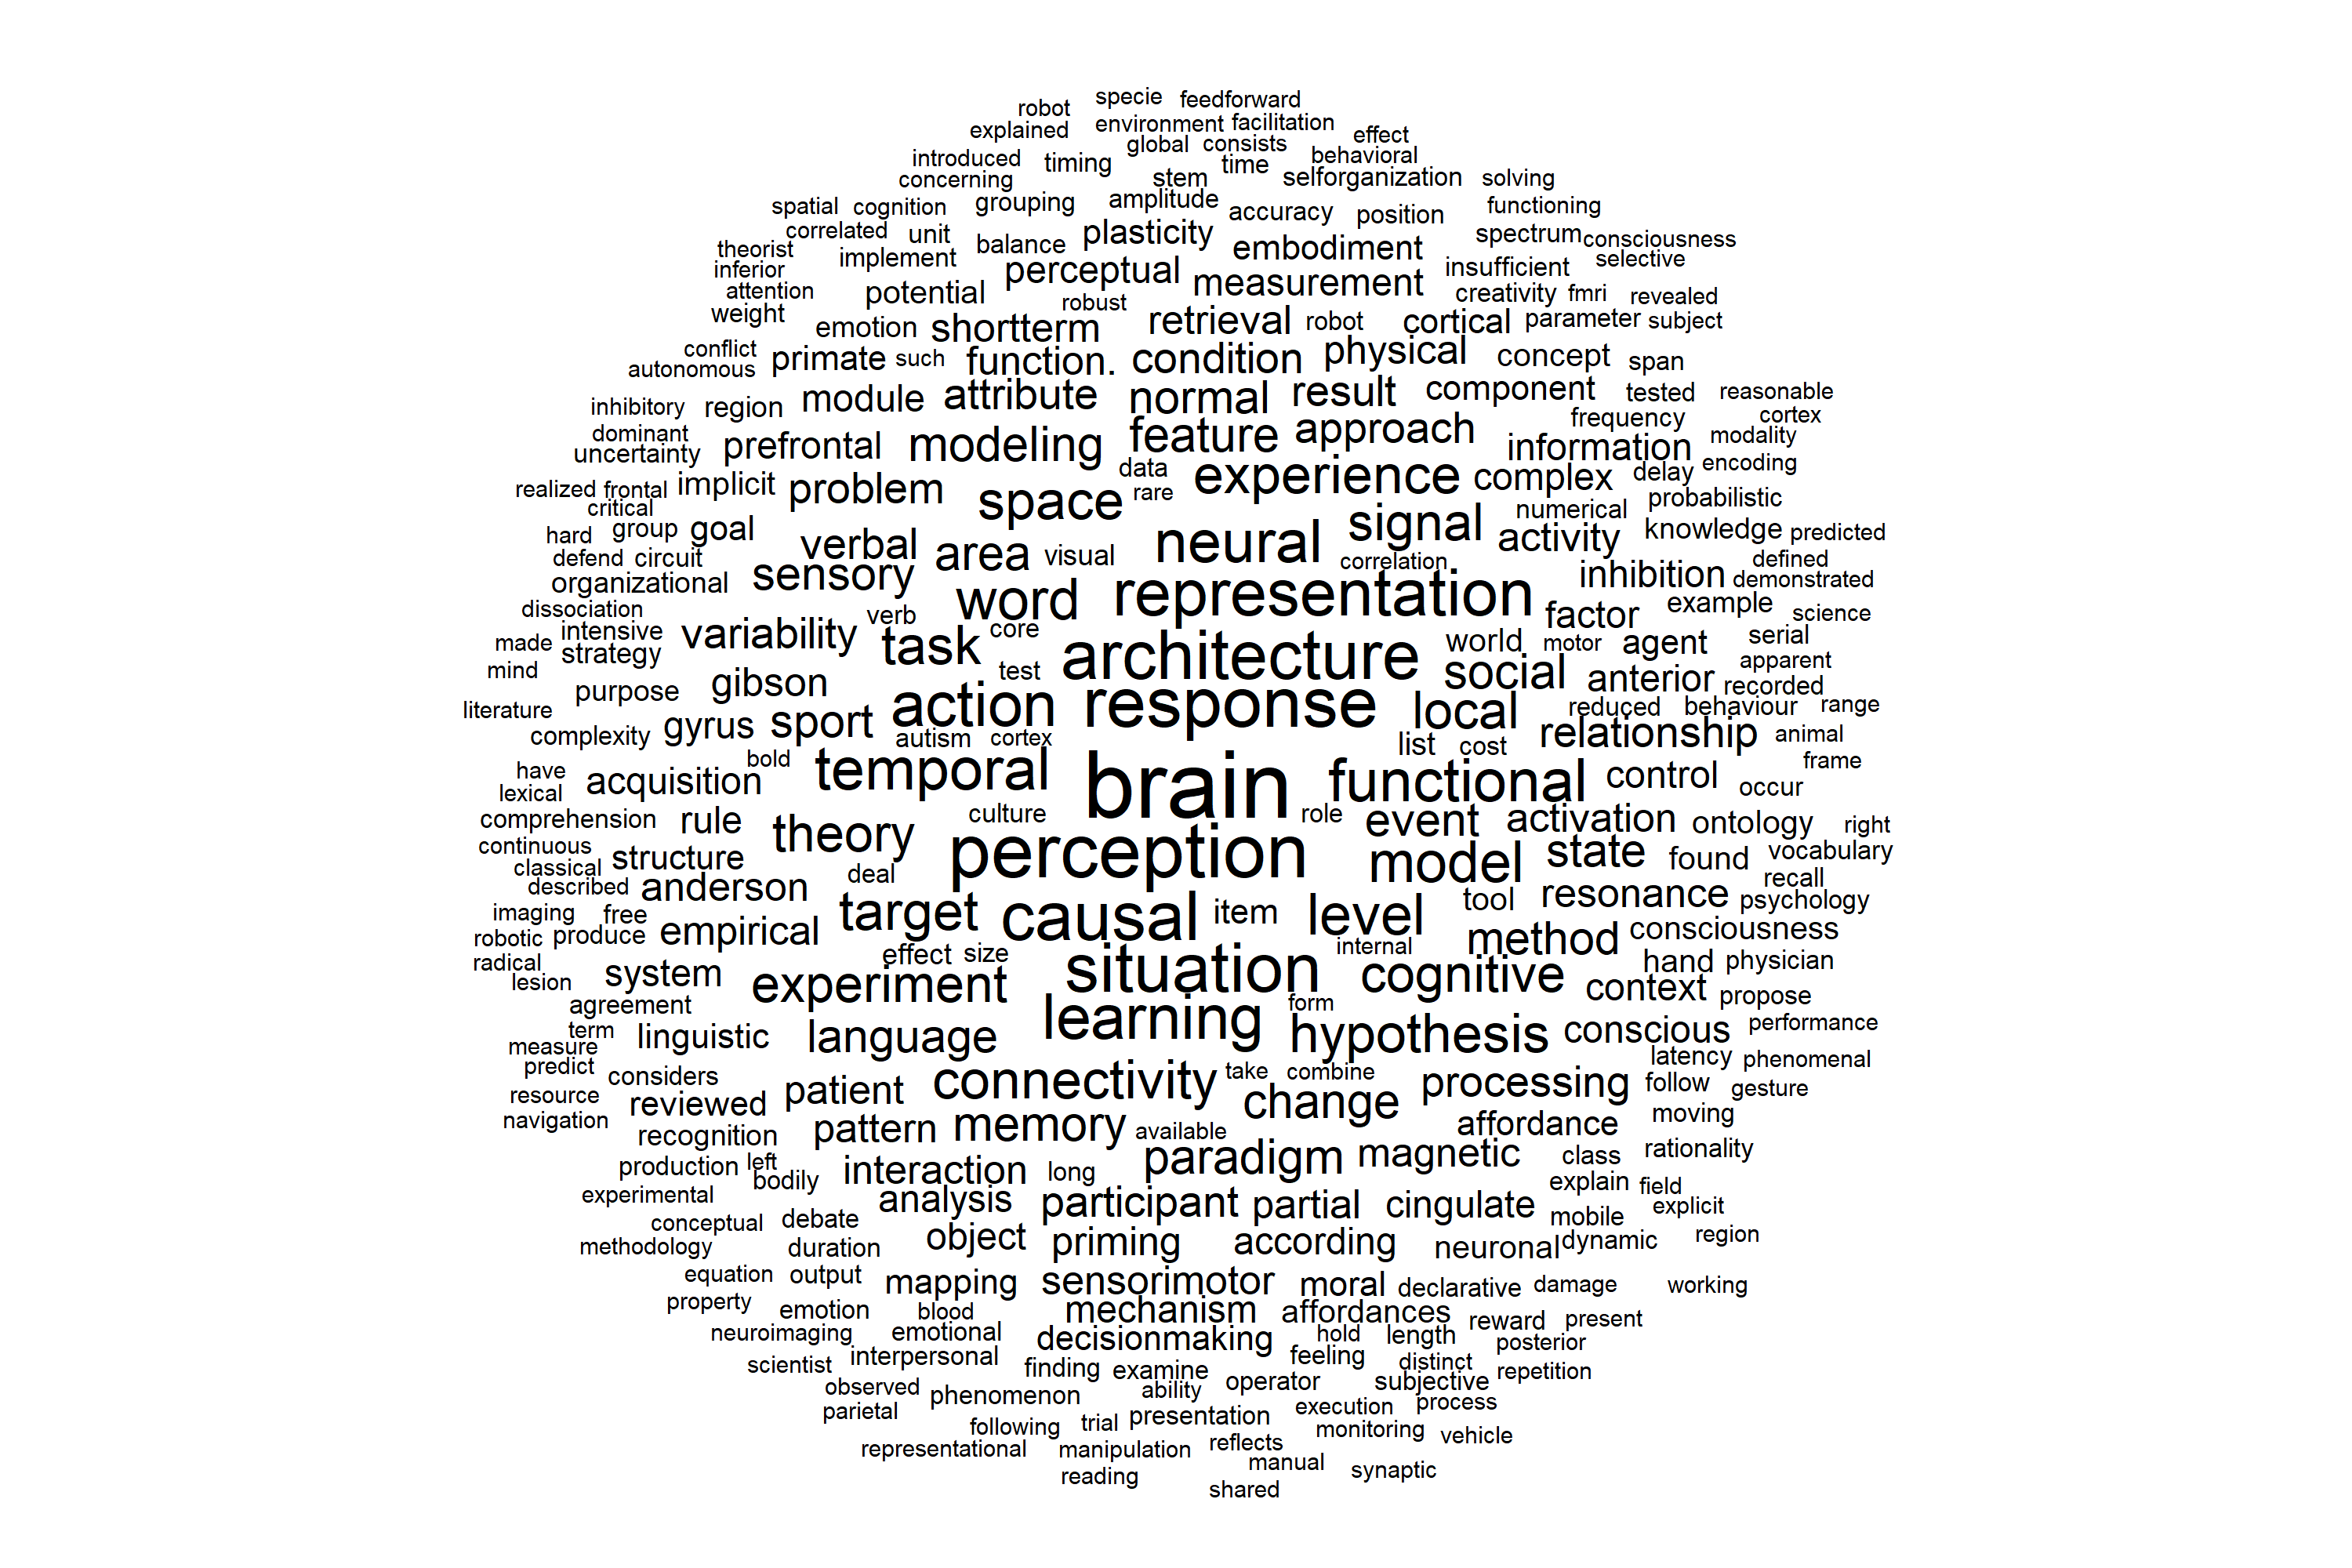 specie feedforward
robot
explained environment facilitation effect
global consists
introduced timing time behavioral
concerning stem selforganization solving
spatial cognition grouping amplitude accuracy position functioning
correlated unit balance plasticity embodiment spectrum consciousness
theorist implement perceptual measurement insufficient selective
inferior
attention potential robust creativity fmri revealed
weight emotion shortterm retrieval robot cortical parameter subject
conflict primate such function. condition physical concept span
autonomous
inhibitory region module attribute normal result component tested reasonable
dominant prefrontal modeling feature approach frequency cortex
uncertainty information modality
realized frontal implicit problem space data experience complex delay encoding
critical rare probabilistic
hard group goal verbal area visual neural signal numerical activity knowledge predicted
defend circuit correlation defined
organizational sensory word representation inhibition demonstrated
dissociation verb factor example science
made intensive variability task core architecture world motor agent serial
mind strategy test social anterior apparent
purpose gibson action response recorded
literature gyrus sport local reduced behaviour range
complexity autism cortex list cost relationship animal
have bold temporal brain functional control frame
lexical acquisition occur
comprehension rule theory culture role event activation ontology right
continuous structure perception model state found vocabulary
classical
described anderson deal resonance recall
imaging free target causal item level tool psychology
robotic produce empirical method consciousness
radical effect size internal
lesion system experiment situation cognitive hand physician
agreement learning form context propose
term linguistic language hypothesis conscious performance
measure
predict considers connectivity take combine processing latency phenomenal
resource reviewed patient change follow gesture
navigation pattern memory available affordance moving
recognition paradigm magnetic class rationality
production left interaction long
bodily explain field
experimental analysis participant partial cingulate mobile explicit
conceptual debate
methodology duration object priming according neuronal dynamic region
equation output mapping sensorimotor moral declarative damage working
property emotion blood mechanism affordances reward present
neuroimaging emotional decisionmaking hold length posterior
scientist interpersonal finding examine feeling distinct repetition
observed phenomenon ability operator subjective
parietal execution process
following trial presentation monitoring vehicle
representational manipulation reflects
reading manual synaptic
shared